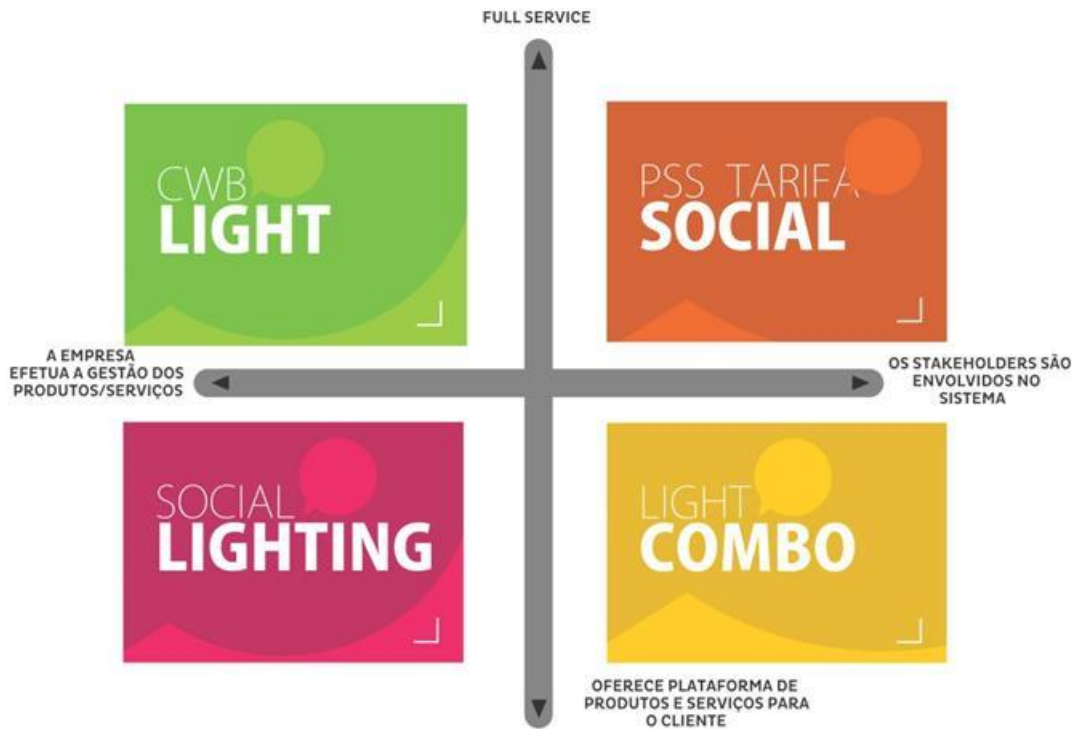 FULL SERVICE
CWB
LIGHT
PSS TARIFA
SOCIAL
A EMPRESA
EFETUA A GESTÃO DOS
PRODUTOS/SERVIÇOS
OS STAKEHOLDERS SÃO
ENVOLVIDOS NO
SISTEMA
SOCIAL
LIGHTING
LIGHT
COMBO
OFERECE PLATAFORMA DE
PRODUTOS E SERVIÇOS PARA
O CLIENTE